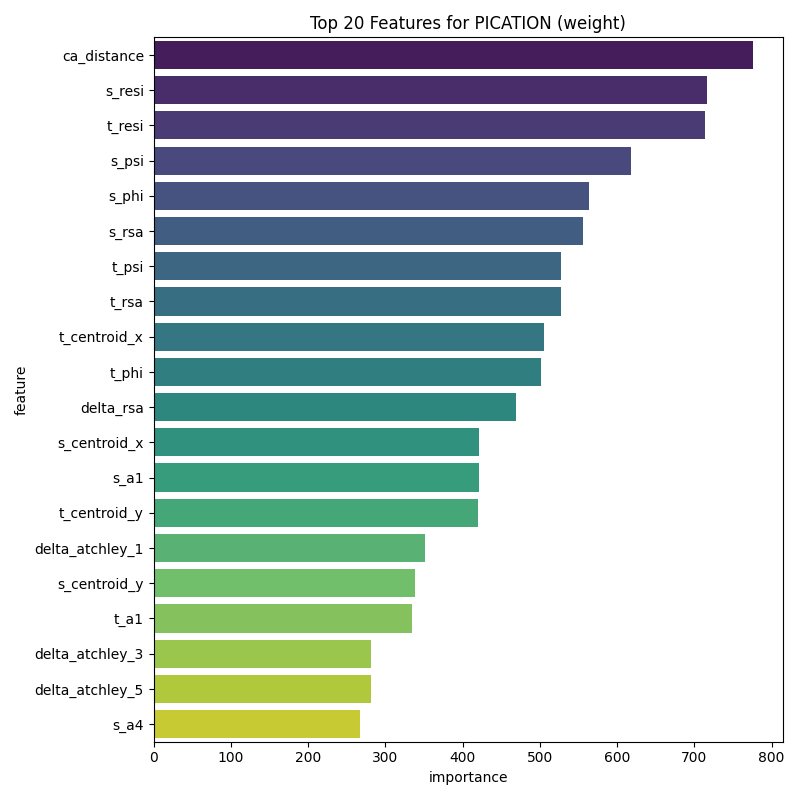 Top 20 Features for PICATION (weight)
ca_distance
s_resi
t_resi
s_psi
s_phi
s_rsa
t_psi
t_rsa
t_centroid_x
t_phi
delta_rsa
s_centroid_x
s_a1
t_centroid_y
delta_atchley_1
s_centroid_y
t_a1
delta_atchley_3
delta_atchley_5
s_a4
feature
0 100 200 300 400 500 600 700 800
importance